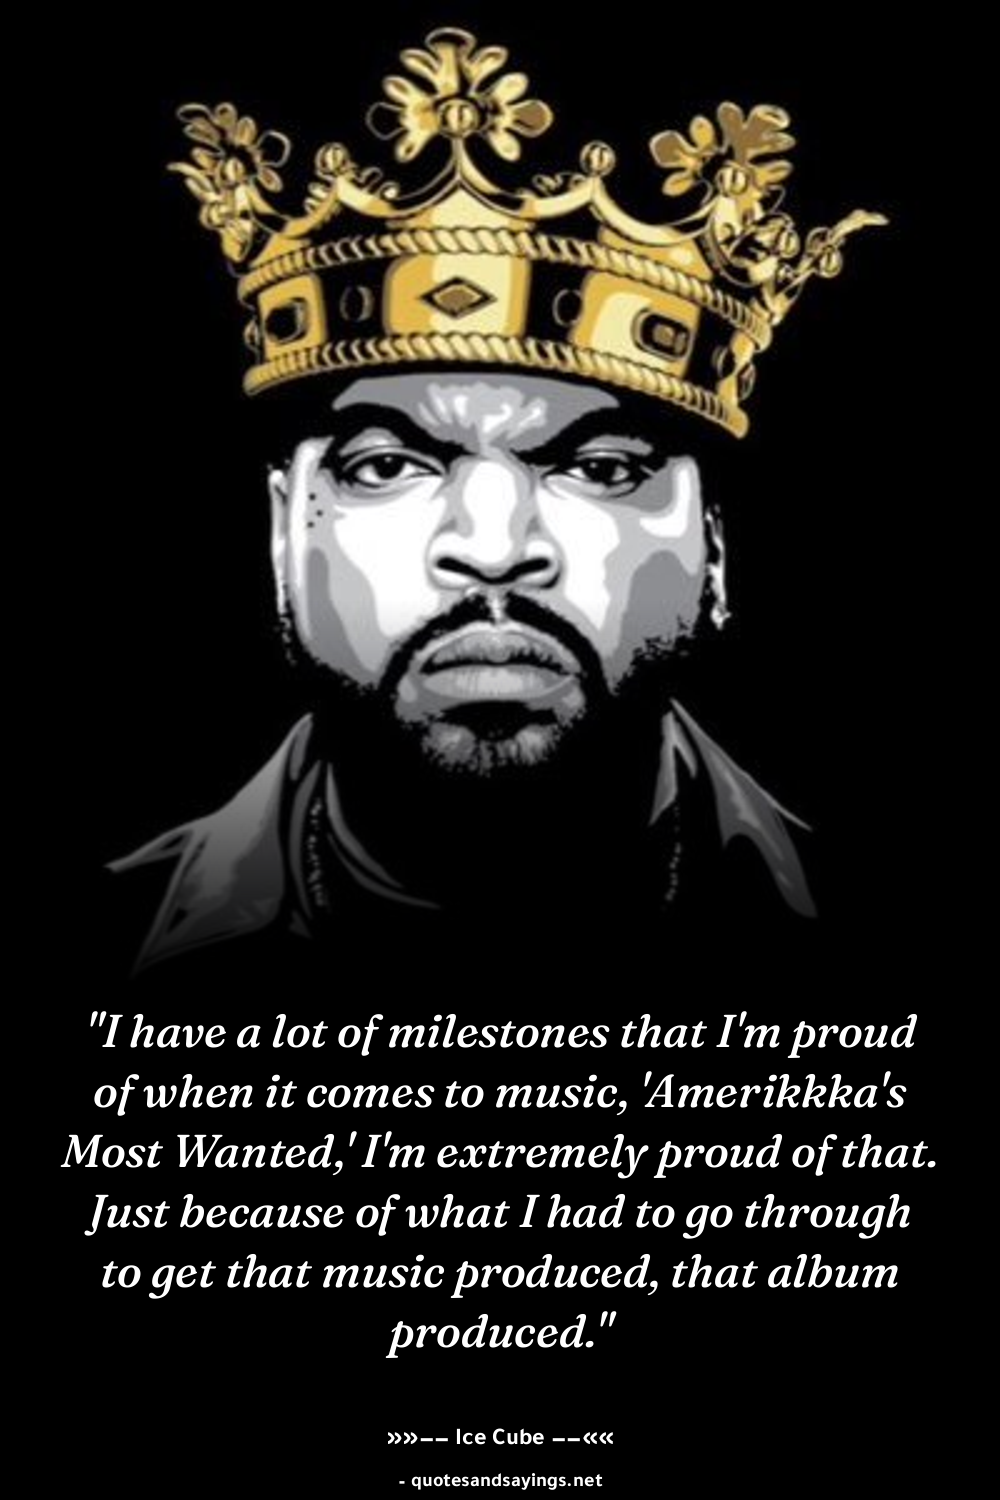 "I have a lot of milestones that I'm proud
of when it comes to music, 'Amerikkka's
Most Wanted,' I'm extremely proud of that.
Just because of what I had to go through
to get that music produced, that album
produced."
»»−− Ice Cube −−««
- quotesandsayings.net